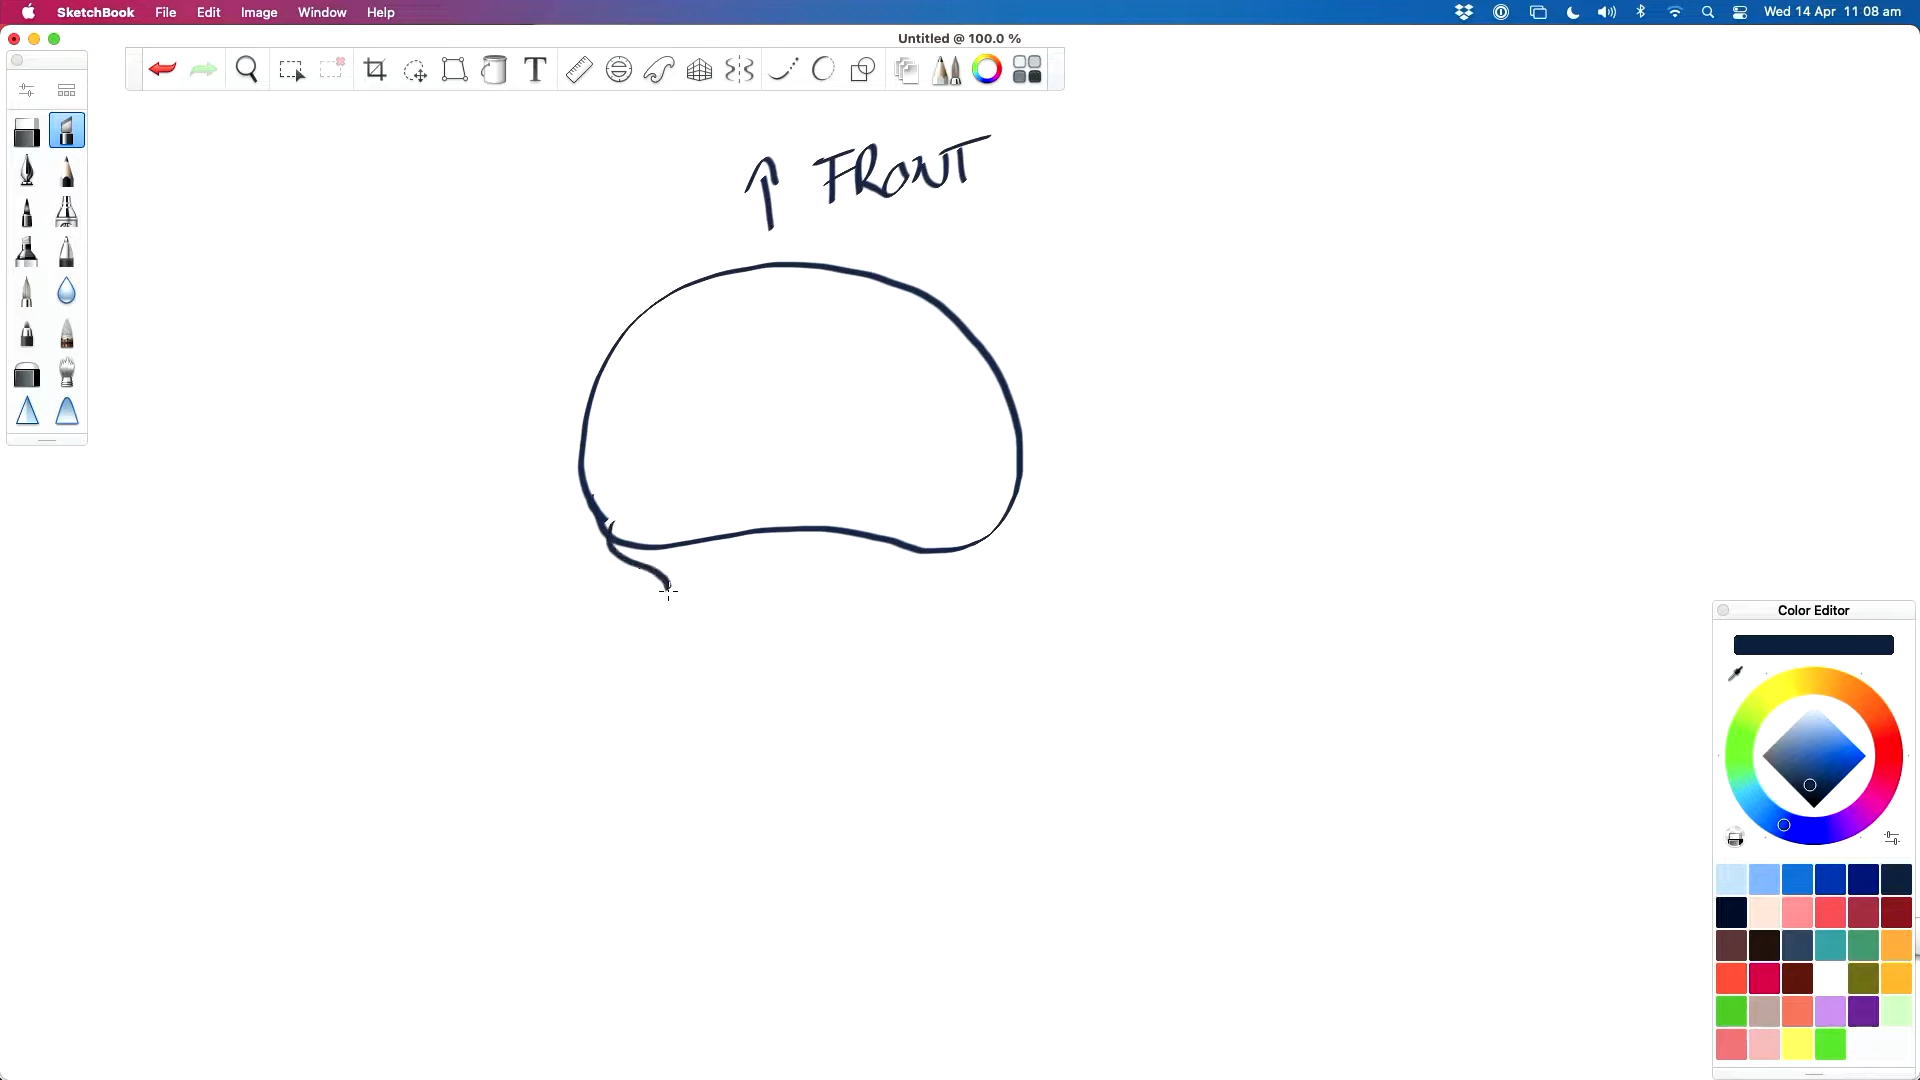 SketchBook File Edit Image Window Help Wed 14 Apr 11 08 am
Untitled @ 100.0 %
T
↑ FRONT
Color Editor